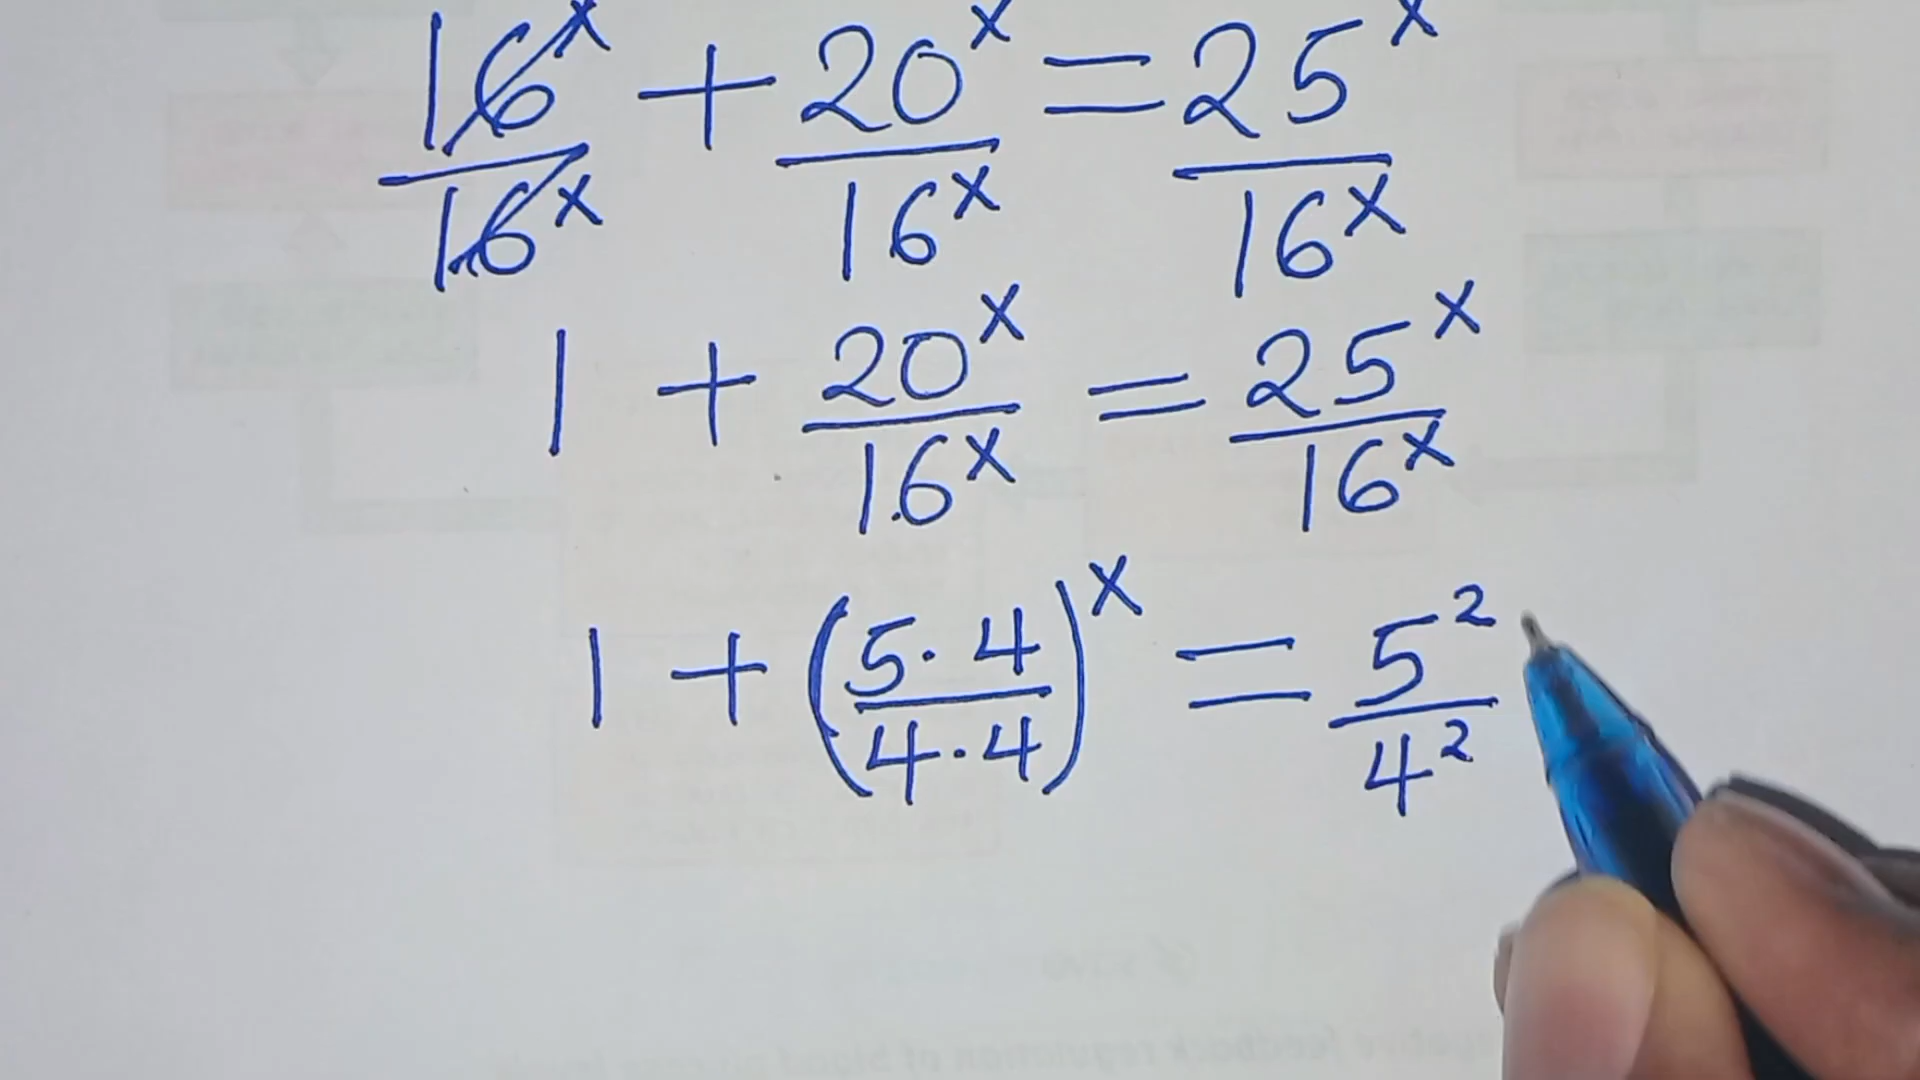 16^x/16^x + 20^x/16^x = 25^x/16^x
1 + 20^x/16^x = 25^x/16^x
1 + (5·4/4·4)^x = 5^2/4^2